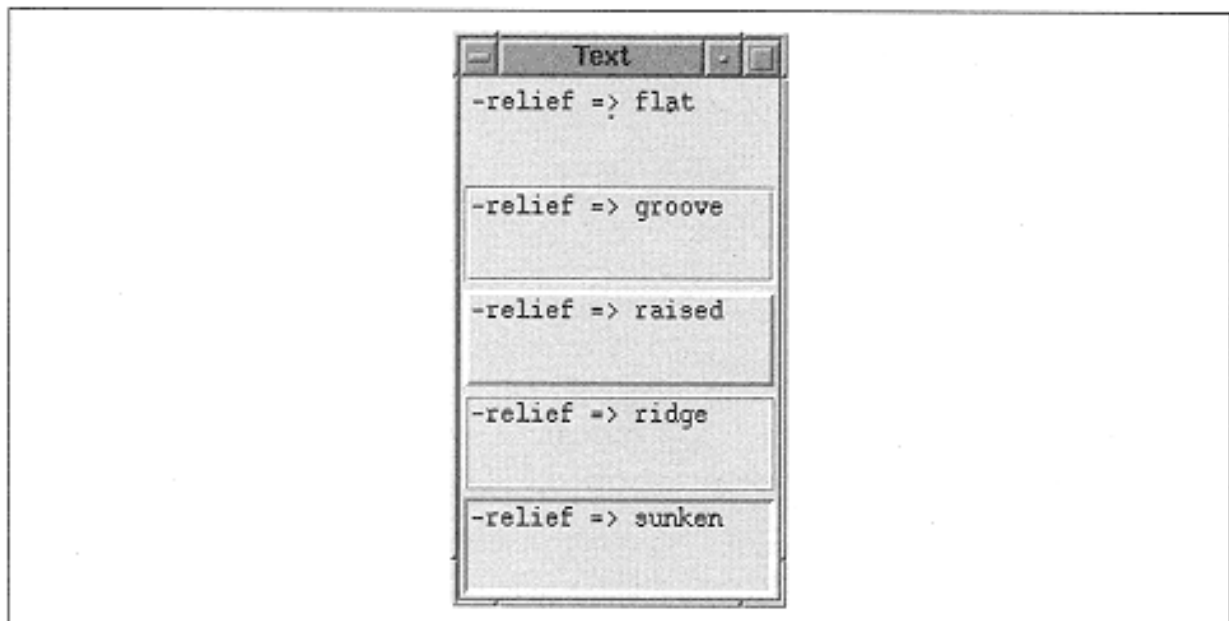 Text
-relief => flat
-relief => groove
-relief => raised
-relief => ridge
-relief => sunken